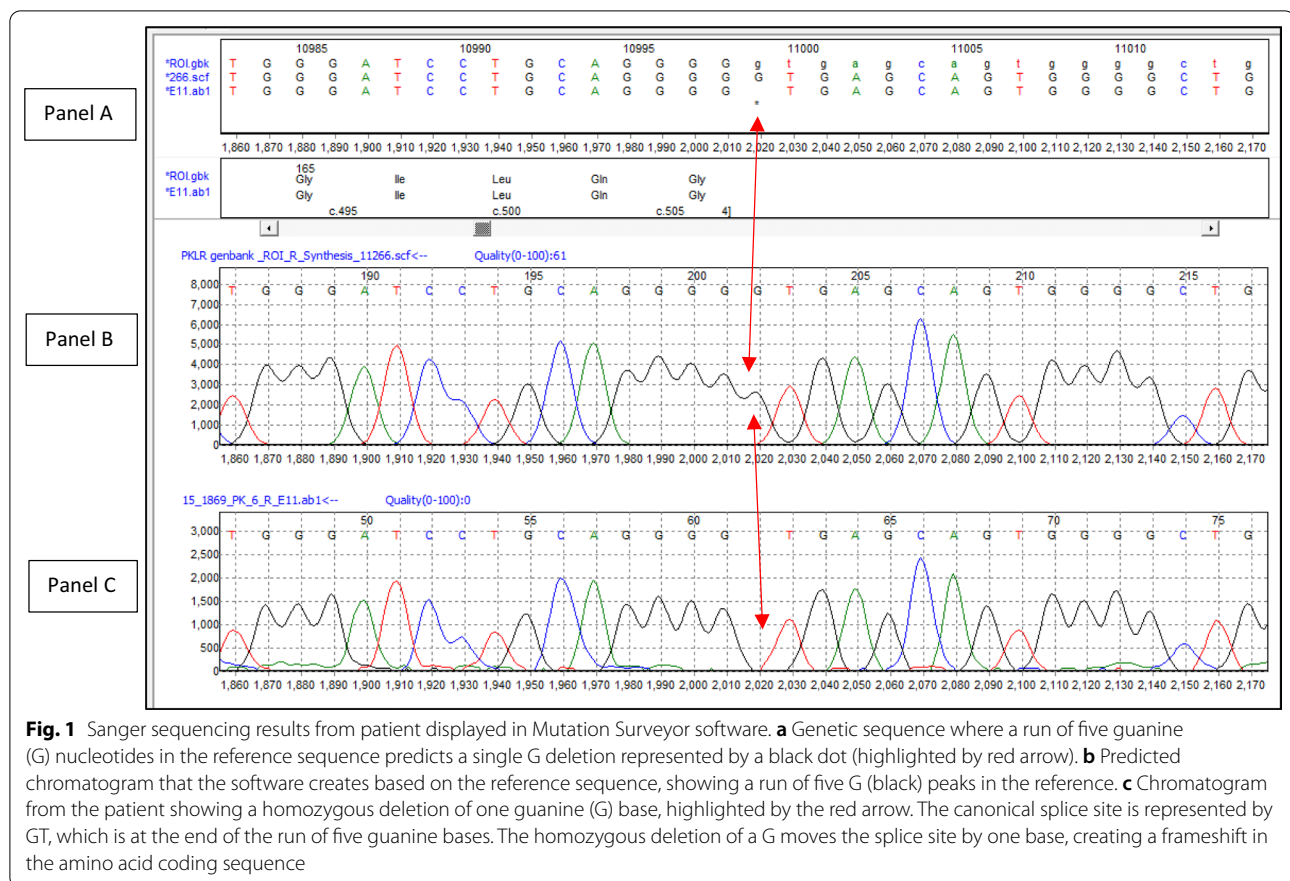 Panel A
10985 10990 10995 11000 11005 11010
*ROI.gbk T G G G A T C C T G C A G G G G g t g a g c a g t g g g g c t g
*266.scf T G G G A T C C T G C A G G G G G T G A G C A G T G G G G C T G
*E11.ab1 T G G G A T C C T G C A G G G G T G A G C A G T G G G G C T G
*
1,860 1,870 1,880 1,890 1,900 1,910 1,920 1,930 1,940 1,950 1,960 1,970 1,980 1,990 2,000 2,010 2,020 2,030 2,040 2,050 2,060 2,070 2,080 2,090 2,100 2,110 2,120 2,130 2,140 2,150 2,160 2,170
165
*ROI.gbk Gly Ile Leu Gln Gly
*E11.ab1 Gly Ile Leu Gln Gly
c.495 c.500 c.505 4]
Panel B
PKLR genbank _ROI_R_Synthesis_11266.scf<-- Quality(0-100):61
190 195 200 205 210 215
8,000
T G G G A T C C T G C A G G G G G T G A G C A G T G G G G C T G
7,000
6,000
5,000
4,000
3,000
2,000
1,000
0
1,860 1,870 1,880 1,890 1,900 1,910 1,920 1,930 1,940 1,950 1,960 1,970 1,980 1,990 2,000 2,010 2,020 2,030 2,040 2,050 2,060 2,070 2,080 2,090 2,100 2,110 2,120 2,130 2,140 2,150 2,160 2,170
Panel C
15_1869_PK_6_R_E11.ab1<-- Quality(0-100):0
50 55 60 65 70 75
3,000
T G G G A T C C T G C A G G G G T G A G C A G T G G G G C T G
2,500
2,000
1,500
1,000
500
0
1,860 1,870 1,880 1,890 1,900 1,910 1,920 1,930 1,940 1,950 1,960 1,970 1,980 1,990 2,000 2,010 2,020 2,030 2,040 2,050 2,060 2,070 2,080 2,090 2,100 2,110 2,120 2,130 2,140 2,150 2,160 2,170
Fig. 1 Sanger sequencing results from patient displayed in Mutation Surveyor software. a Genetic sequence where a run of five guanine
(G) nucleotides in the reference sequence predicts a single G deletion represented by a black dot (highlighted by red arrow). b Predicted
chromatogram that the software creates based on the reference sequence, showing a run of five G (black) peaks in the reference. c Chromatogram
from the patient showing a homozygous deletion of one guanine (G) base, highlighted by the red arrow. The canonical splice site is represented by
GT, which is at the end of the run of five guanine bases. The homozygous deletion of a G moves the splice site by one base, creating a frameshift in
the amino acid coding sequence